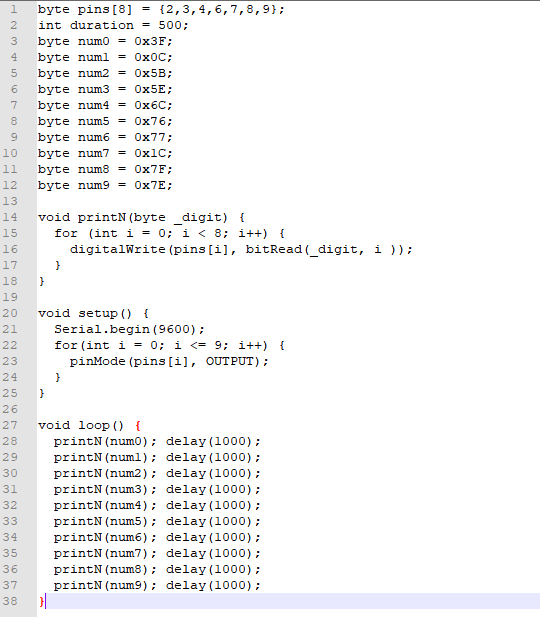 1 byte pins[8] = {2,3,4,6,7,8,9};
2 int duration = 500;
3 byte num0 = 0x3F;
4 byte num1 = 0x0C;
5 byte num2 = 0x5B;
6 byte num3 = 0x5E;
7 byte num4 = 0x6C;
8 byte num5 = 0x76;
9 byte num6 = 0x77;
10 byte num7 = 0x1C;
11 byte num8 = 0x7F;
12 byte num9 = 0x7E;
13
14 void printN(byte _digit) {
15   for (int i = 0; i < 8; i++) {
16     digitalWrite(pins[i], bitRead(_digit, i ));
17   }
18 }
19
20 void setup() {
21   Serial.begin(9600);
22   for(int i = 0; i <= 9; i++) {
23     pinMode(pins[i], OUTPUT);
24   }
25 }
26
27 void loop() {
28   printN(num0); delay(1000);
29   printN(num1); delay(1000);
30   printN(num2); delay(1000);
31   printN(num3); delay(1000);
32   printN(num4); delay(1000);
33   printN(num5); delay(1000);
34   printN(num6); delay(1000);
35   printN(num7); delay(1000);
36   printN(num8); delay(1000);
37   printN(num9); delay(1000);
38 }